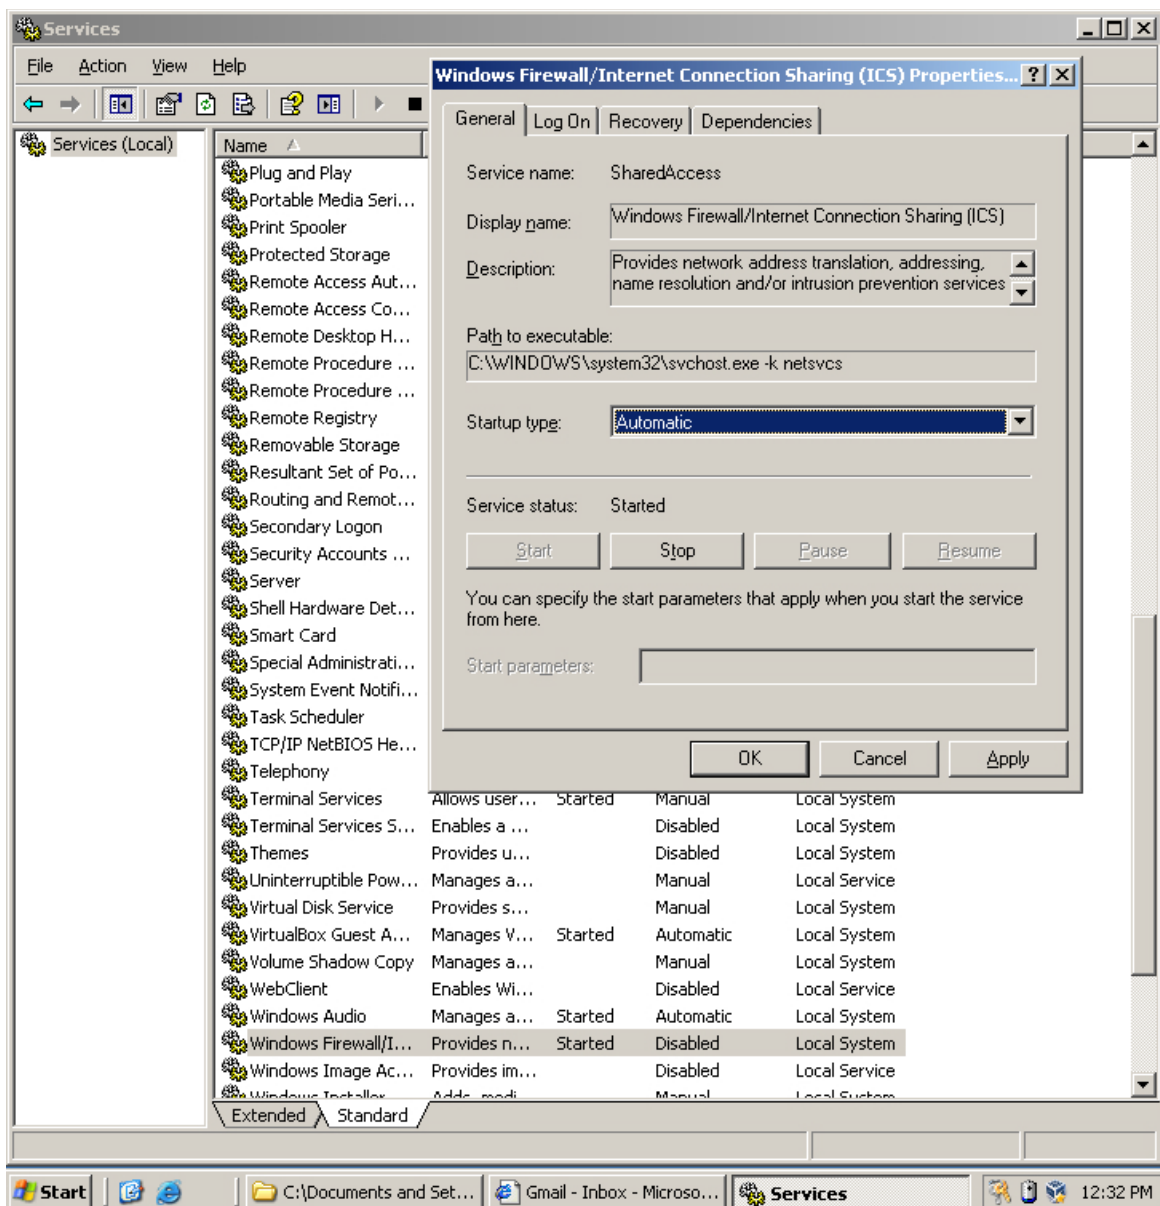 Services
File Action View Help
Windows Firewall/Internet Connection Sharing (ICS) Properties...
General Log On Recovery Dependencies
Services (Local)
Name
Plug and Play
Portable Media Seri...
Print Spooler
Protected Storage
Remote Access Aut...
Remote Access Co...
Remote Desktop H...
Remote Procedure ...
Remote Procedure ...
Remote Registry
Removable Storage
Resultant Set of Po...
Routing and Remot...
Secondary Logon
Security Accounts ...
Server
Shell Hardware Det...
Smart Card
Special Administrati...
System Event Notifi...
Task Scheduler
TCP/IP NetBIOS He...
Telephony
Service name: SharedAccess
Display name: Windows Firewall/Internet Connection Sharing (ICS)
Description: Provides network address translation, addressing,
name resolution and/or intrusion prevention services
Path to executable:
C:\WINDOWS\system32\svchost.exe -k netsvcs
Startup type: Automatic
Service status: Started
Start Stop Pause Resume
You can specify the start parameters that apply when you start the service
from here.
Start parameters:
OK Cancel Apply
Terminal Services Allows user... Started Manual Local System
Terminal Services S... Enables a ... Disabled Local System
Themes Provides u... Disabled Local System
Uninterruptible Pow... Manages a... Manual Local Service
Virtual Disk Service Provides s... Manual Local System
VirtualBox Guest A... Manages V... Started Automatic Local System
Volume Shadow Copy Manages a... Manual Local System
WebClient Enables Wi... Disabled Local Service
Windows Audio Manages a... Started Automatic Local System
Windows Firewall/I... Provides n... Started Disabled Local System
Windows Image Ac... Provides im... Disabled Local Service
Windows Installer Adds, modi... Manual Local System
Extended Standard
Start C:\Documents and Set... Gmail - Inbox - Microso... Services 12:32 PM